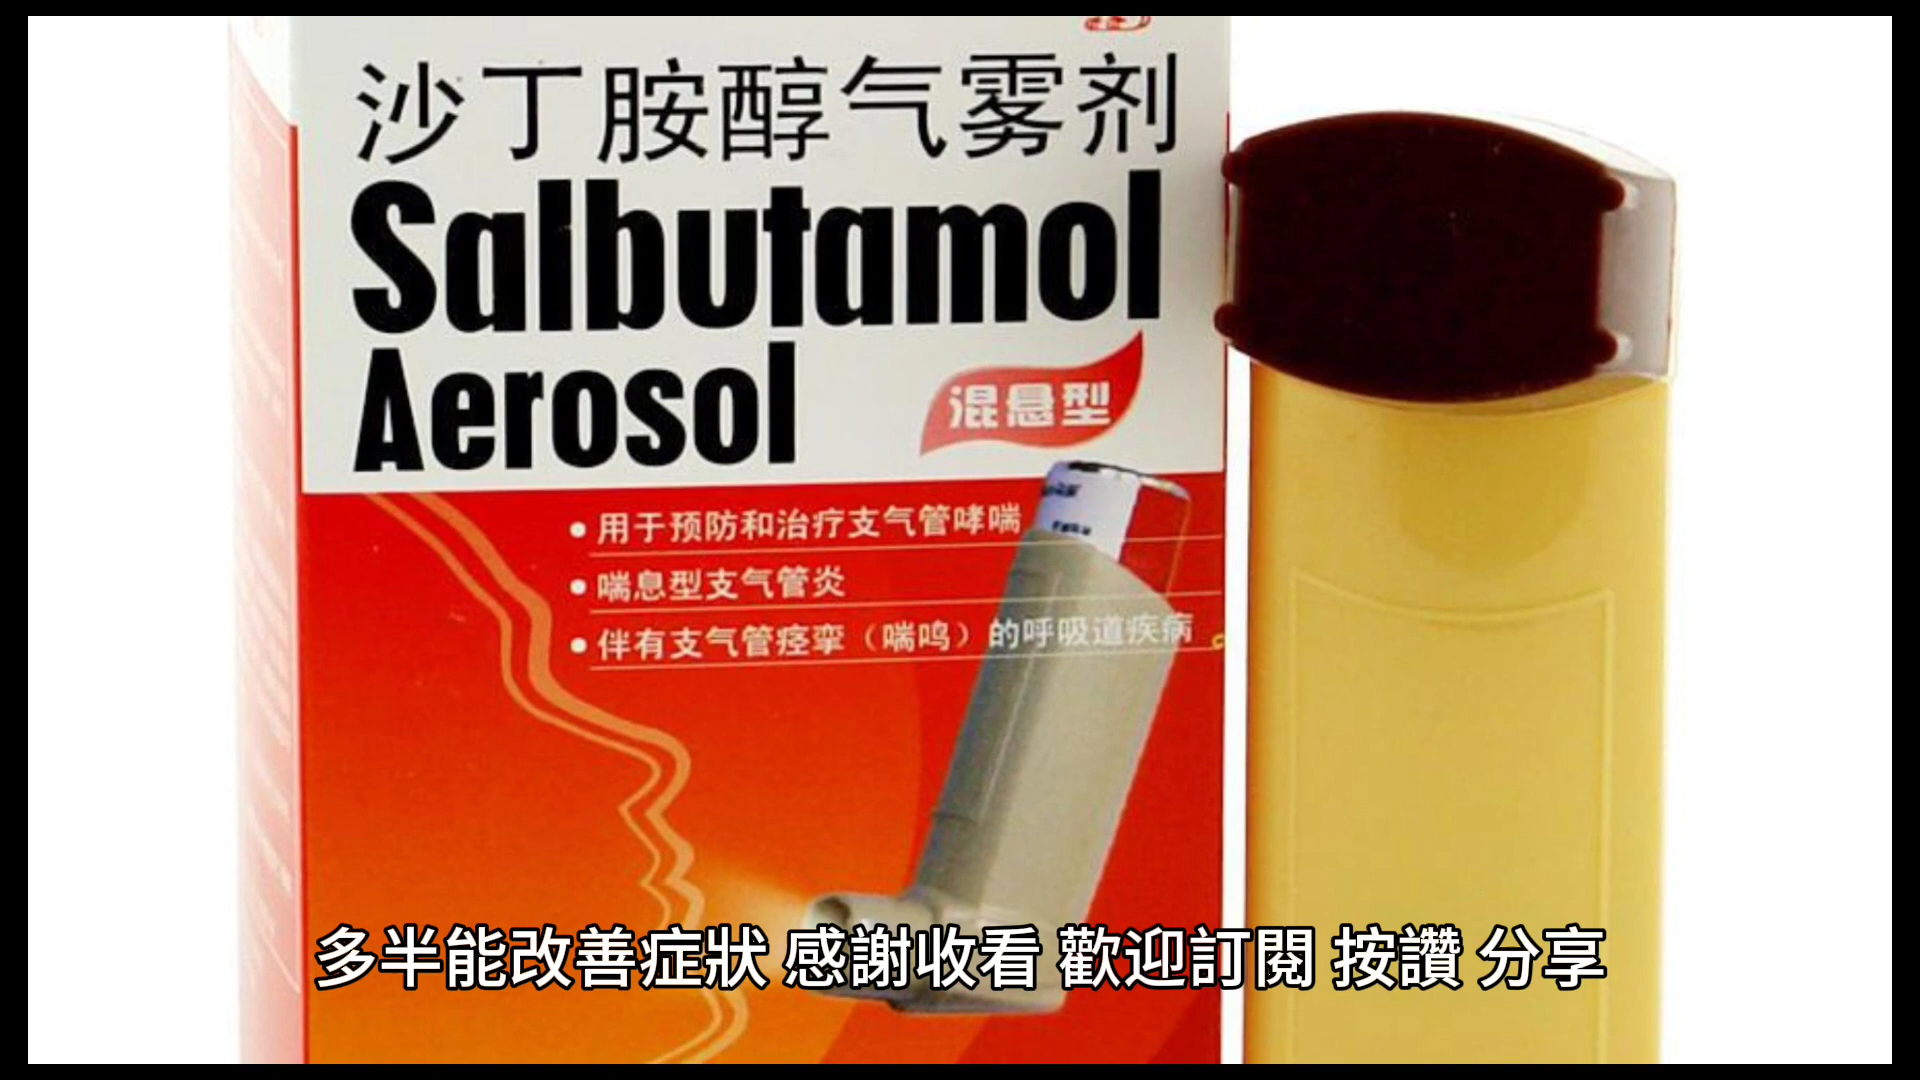 沙丁胺醇气雾剂
Salbutamol
Aerosol
混悬型
用于预防和治疗支气管哮喘
喘息型支气管炎
伴有支气管痉挛（喘鸣）的呼吸道疾病
多半能改善症狀 感謝收看 歡迎訂閱 按讚 分享